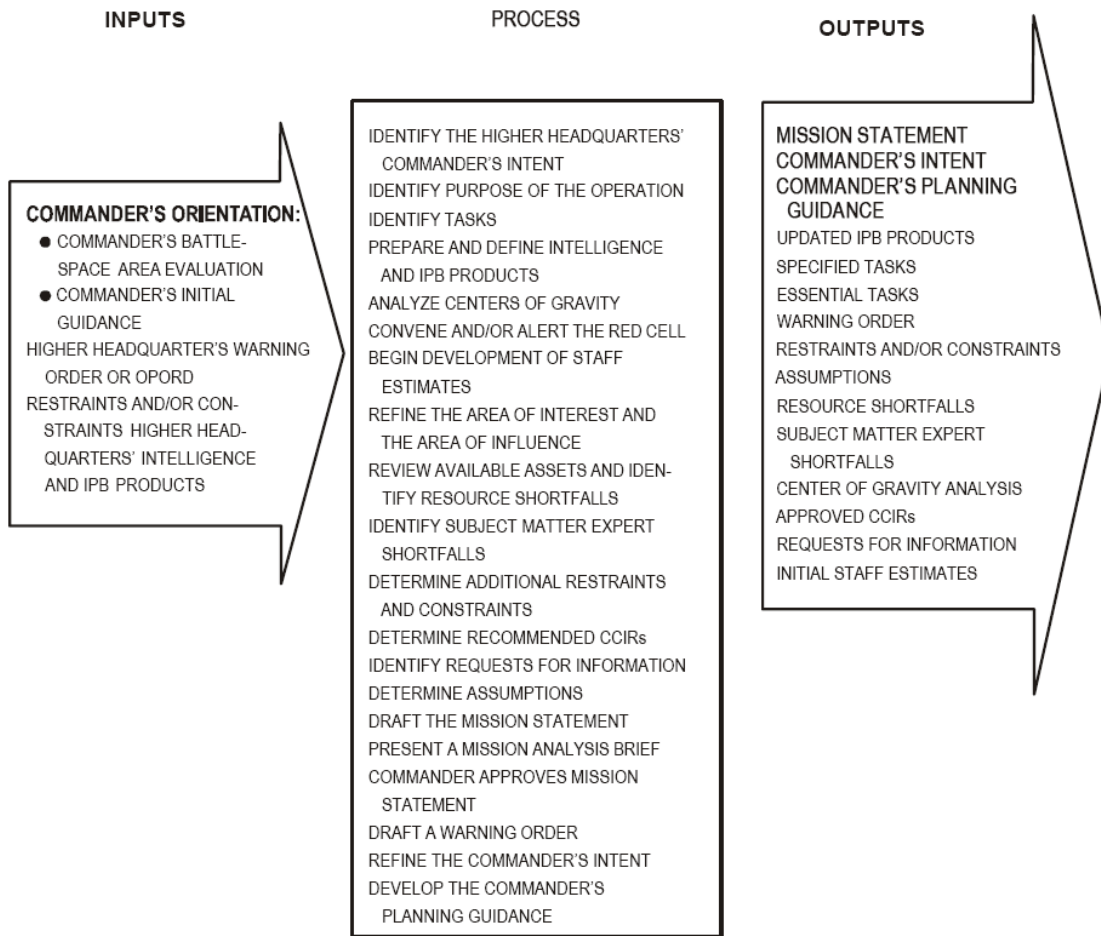 INPUTS
PROCESS
OUTPUTS
COMMANDER'S ORIENTATION:
● COMMANDER'S BATTLE-
SPACE AREA EVALUATION
● COMMANDER'S INITIAL
GUIDANCE
HIGHER HEADQUARTER'S WARNING
ORDER OR OPORD
RESTRAINTS AND/OR CON-
STRAINTS HIGHER HEAD-
QUARTERS' INTELLIGENCE
AND IPB PRODUCTS
IDENTIFY THE HIGHER HEADQUARTERS'
COMMANDER'S INTENT
IDENTIFY PURPOSE OF THE OPERATION
IDENTIFY TASKS
PREPARE AND DEFINE INTELLIGENCE
AND IPB PRODUCTS
ANALYZE CENTERS OF GRAVITY
CONVENE AND/OR ALERT THE RED CELL
BEGIN DEVELOPMENT OF STAFF
ESTIMATES
REFINE THE AREA OF INTEREST AND
THE AREA OF INFLUENCE
REVIEW AVAILABLE ASSETS AND IDEN-
TIFY RESOURCE SHORTFALLS
IDENTIFY SUBJECT MATTER EXPERT
SHORTFALLS
DETERMINE ADDITIONAL RESTRAINTS
AND CONSTRAINTS
DETERMINE RECOMMENDED CCIRs
IDENTIFY REQUESTS FOR INFORMATION
DETERMINE ASSUMPTIONS
DRAFT THE MISSION STATEMENT
PRESENT A MISSION ANALYSIS BRIEF
COMMANDER APPROVES MISSION
STATEMENT
DRAFT A WARNING ORDER
REFINE THE COMMANDER'S INTENT
DEVELOP THE COMMANDER'S
PLANNING GUIDANCE
MISSION STATEMENT
COMMANDER'S INTENT
COMMANDER'S PLANNING
GUIDANCE
UPDATED IPB PRODUCTS
SPECIFIED TASKS
ESSENTIAL TASKS
WARNING ORDER
RESTRAINTS AND/OR CONSTRAINTS
ASSUMPTIONS
RESOURCE SHORTFALLS
SUBJECT MATTER EXPERT
SHORTFALLS
CENTER OF GRAVITY ANALYSIS
APPROVED CCIRs
REQUESTS FOR INFORMATION
INITIAL STAFF ESTIMATES